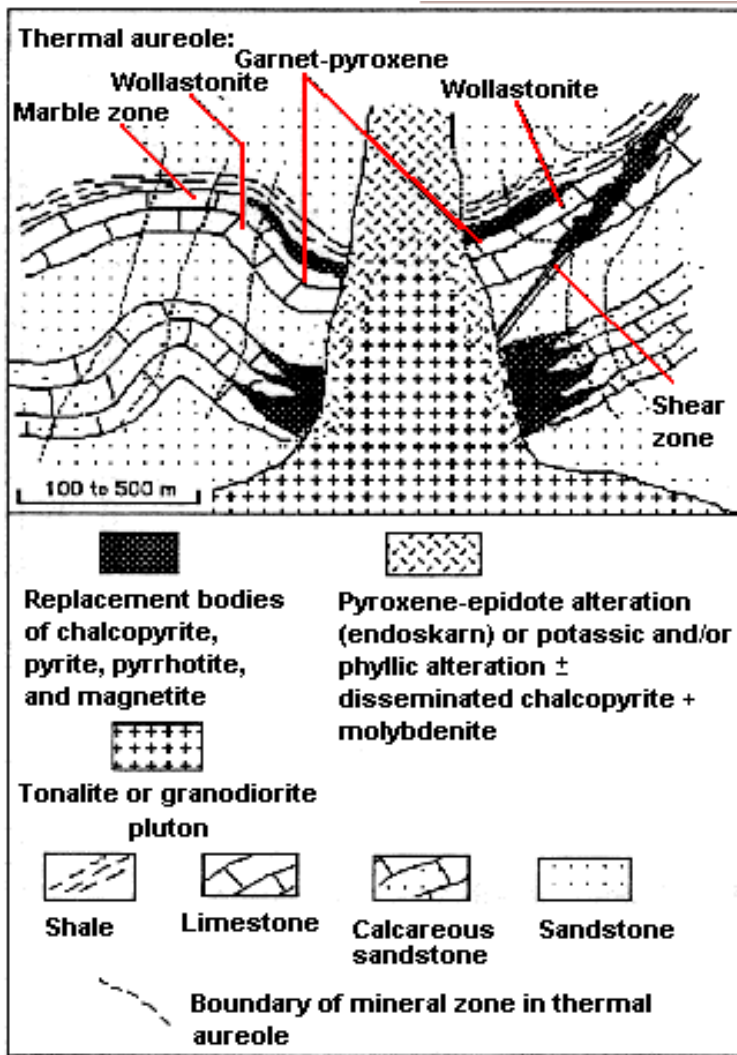 Thermal aureole:
Garnet-pyroxene
Wollastonite
Wollastonite
Marble zone
Shear
zone
100 to 500 m
Replacement bodies
of chalcopyrite,
pyrite, pyrrhotite,
and magnetite
Pyroxene-epidote alteration
(endoskarn) or potassic and/or
phyllic alteration ±
disseminated chalcopyrite +
molybdenite
Tonalite or granodiorite
pluton
Shale
Limestone
Calcareous
sandstone
Sandstone
Boundary of mineral zone in thermal
aureole